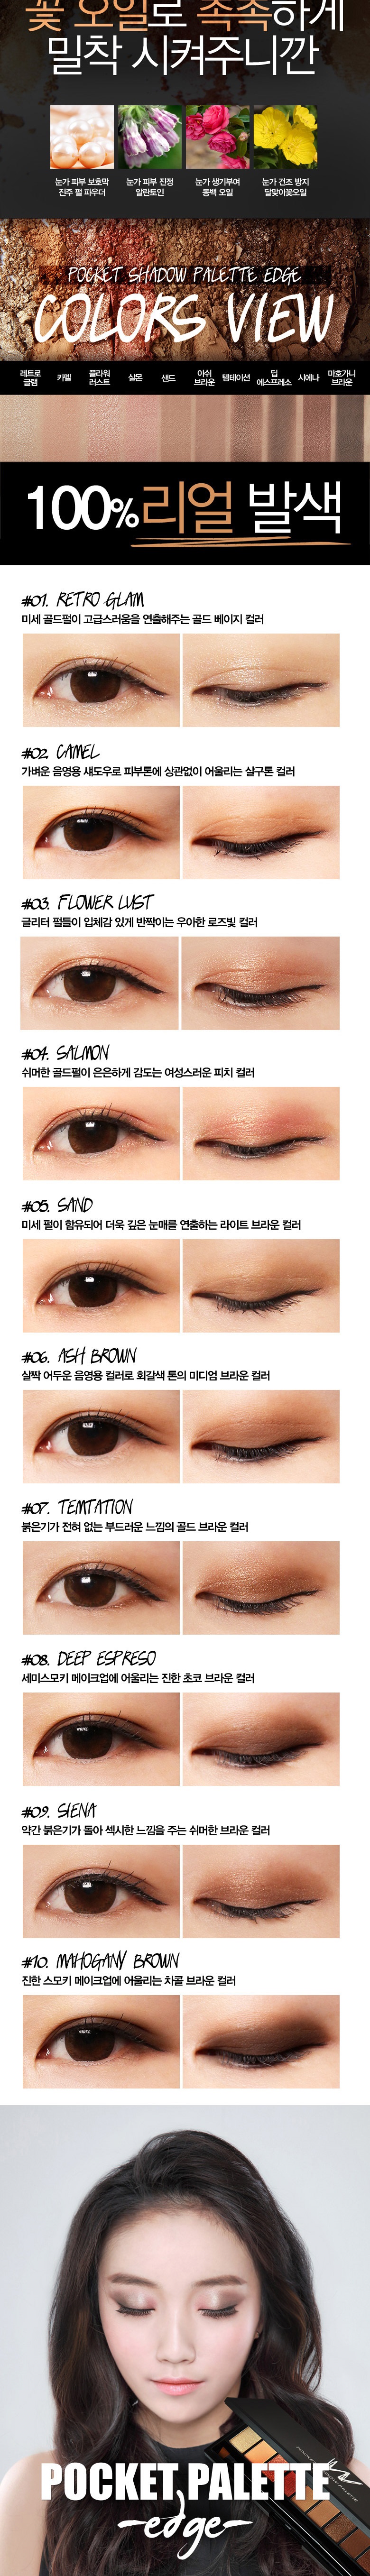 꽃 오일로 촉촉하게
밀착 시켜주니깐
눈가 피부 보호막
진주 펄 파우더
눈가 피부 진정
알란토인
눈가 생기부여
동백 오일
눈가 건조 방지
달맞이꽃오일
POCKET SHADOW PALETTE EDGE
COLORS VIEW
레트로
글램
카멜
플라워
러스트
살몬
샌드
아쉬
브라운
템테이션
딥
에스프레소
시에나
마호가니
브라운
100%리얼 발색
#01. RETRO GLAM
미세 골드펄이 고급스러움을 연출해주는 골드 베이지 컬러
#02. CAMEL
가벼운 음영용 섀도우로 피부톤에 상관없이 어울리는 살구톤 컬러
#03. FLOWER LUST
글리터 펄들이 입체감 있게 반짝이는 우아한 로즈빛 컬러
#04. SALMON
쉬머한 골드펄이 은은하게 감도는 여성스러운 피치 컬러
#05. SAND
미세 펄이 함유되어 더욱 깊은 눈매를 연출하는 라이트 브라운 컬러
#06. ASH BROWN
살짝 어두운 음영용 컬러로 회갈색 톤의 미디엄 브라운 컬러
#07. TEMTATION
붉은기가 전혀 없는 부드러운 느낌의 골드 브라운 컬러
#08. DEEP ESPRESO
세미스모키 메이크업에 어울리는 진한 초코 브라운 컬러
#09. SIENA
약간 붉은기가 돌아 섹시한 느낌을 주는 쉬머한 브라운 컬러
#10. MAHOGANY BROWN
진한 스모키 메이크업에 어울리는 차콜 브라운 컬러
POCKET PALETTE
-edge-